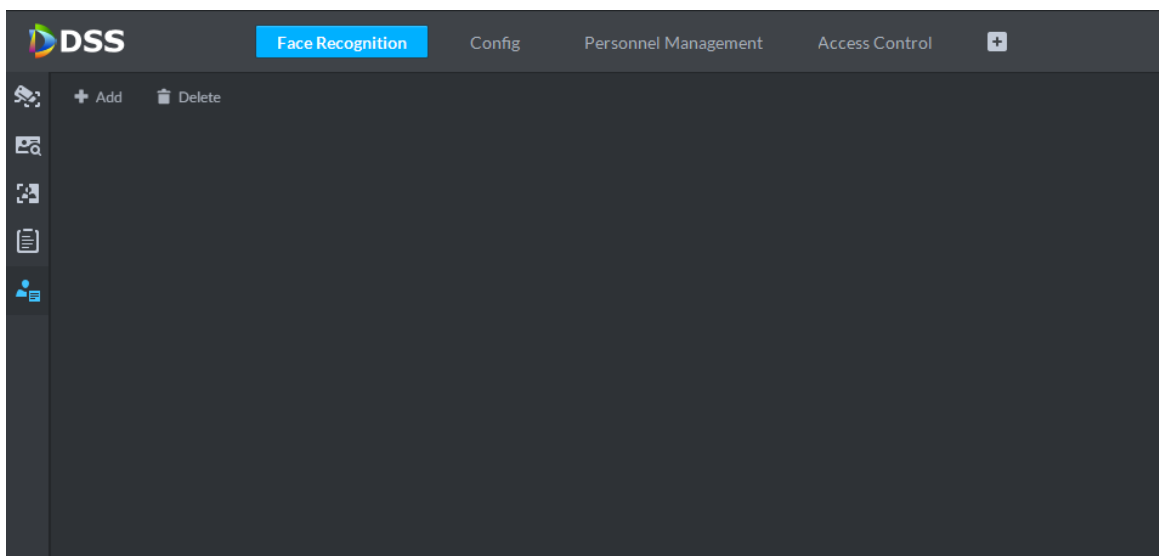 DSS Face Recognition Config Personnel Management Access Control
Add Delete